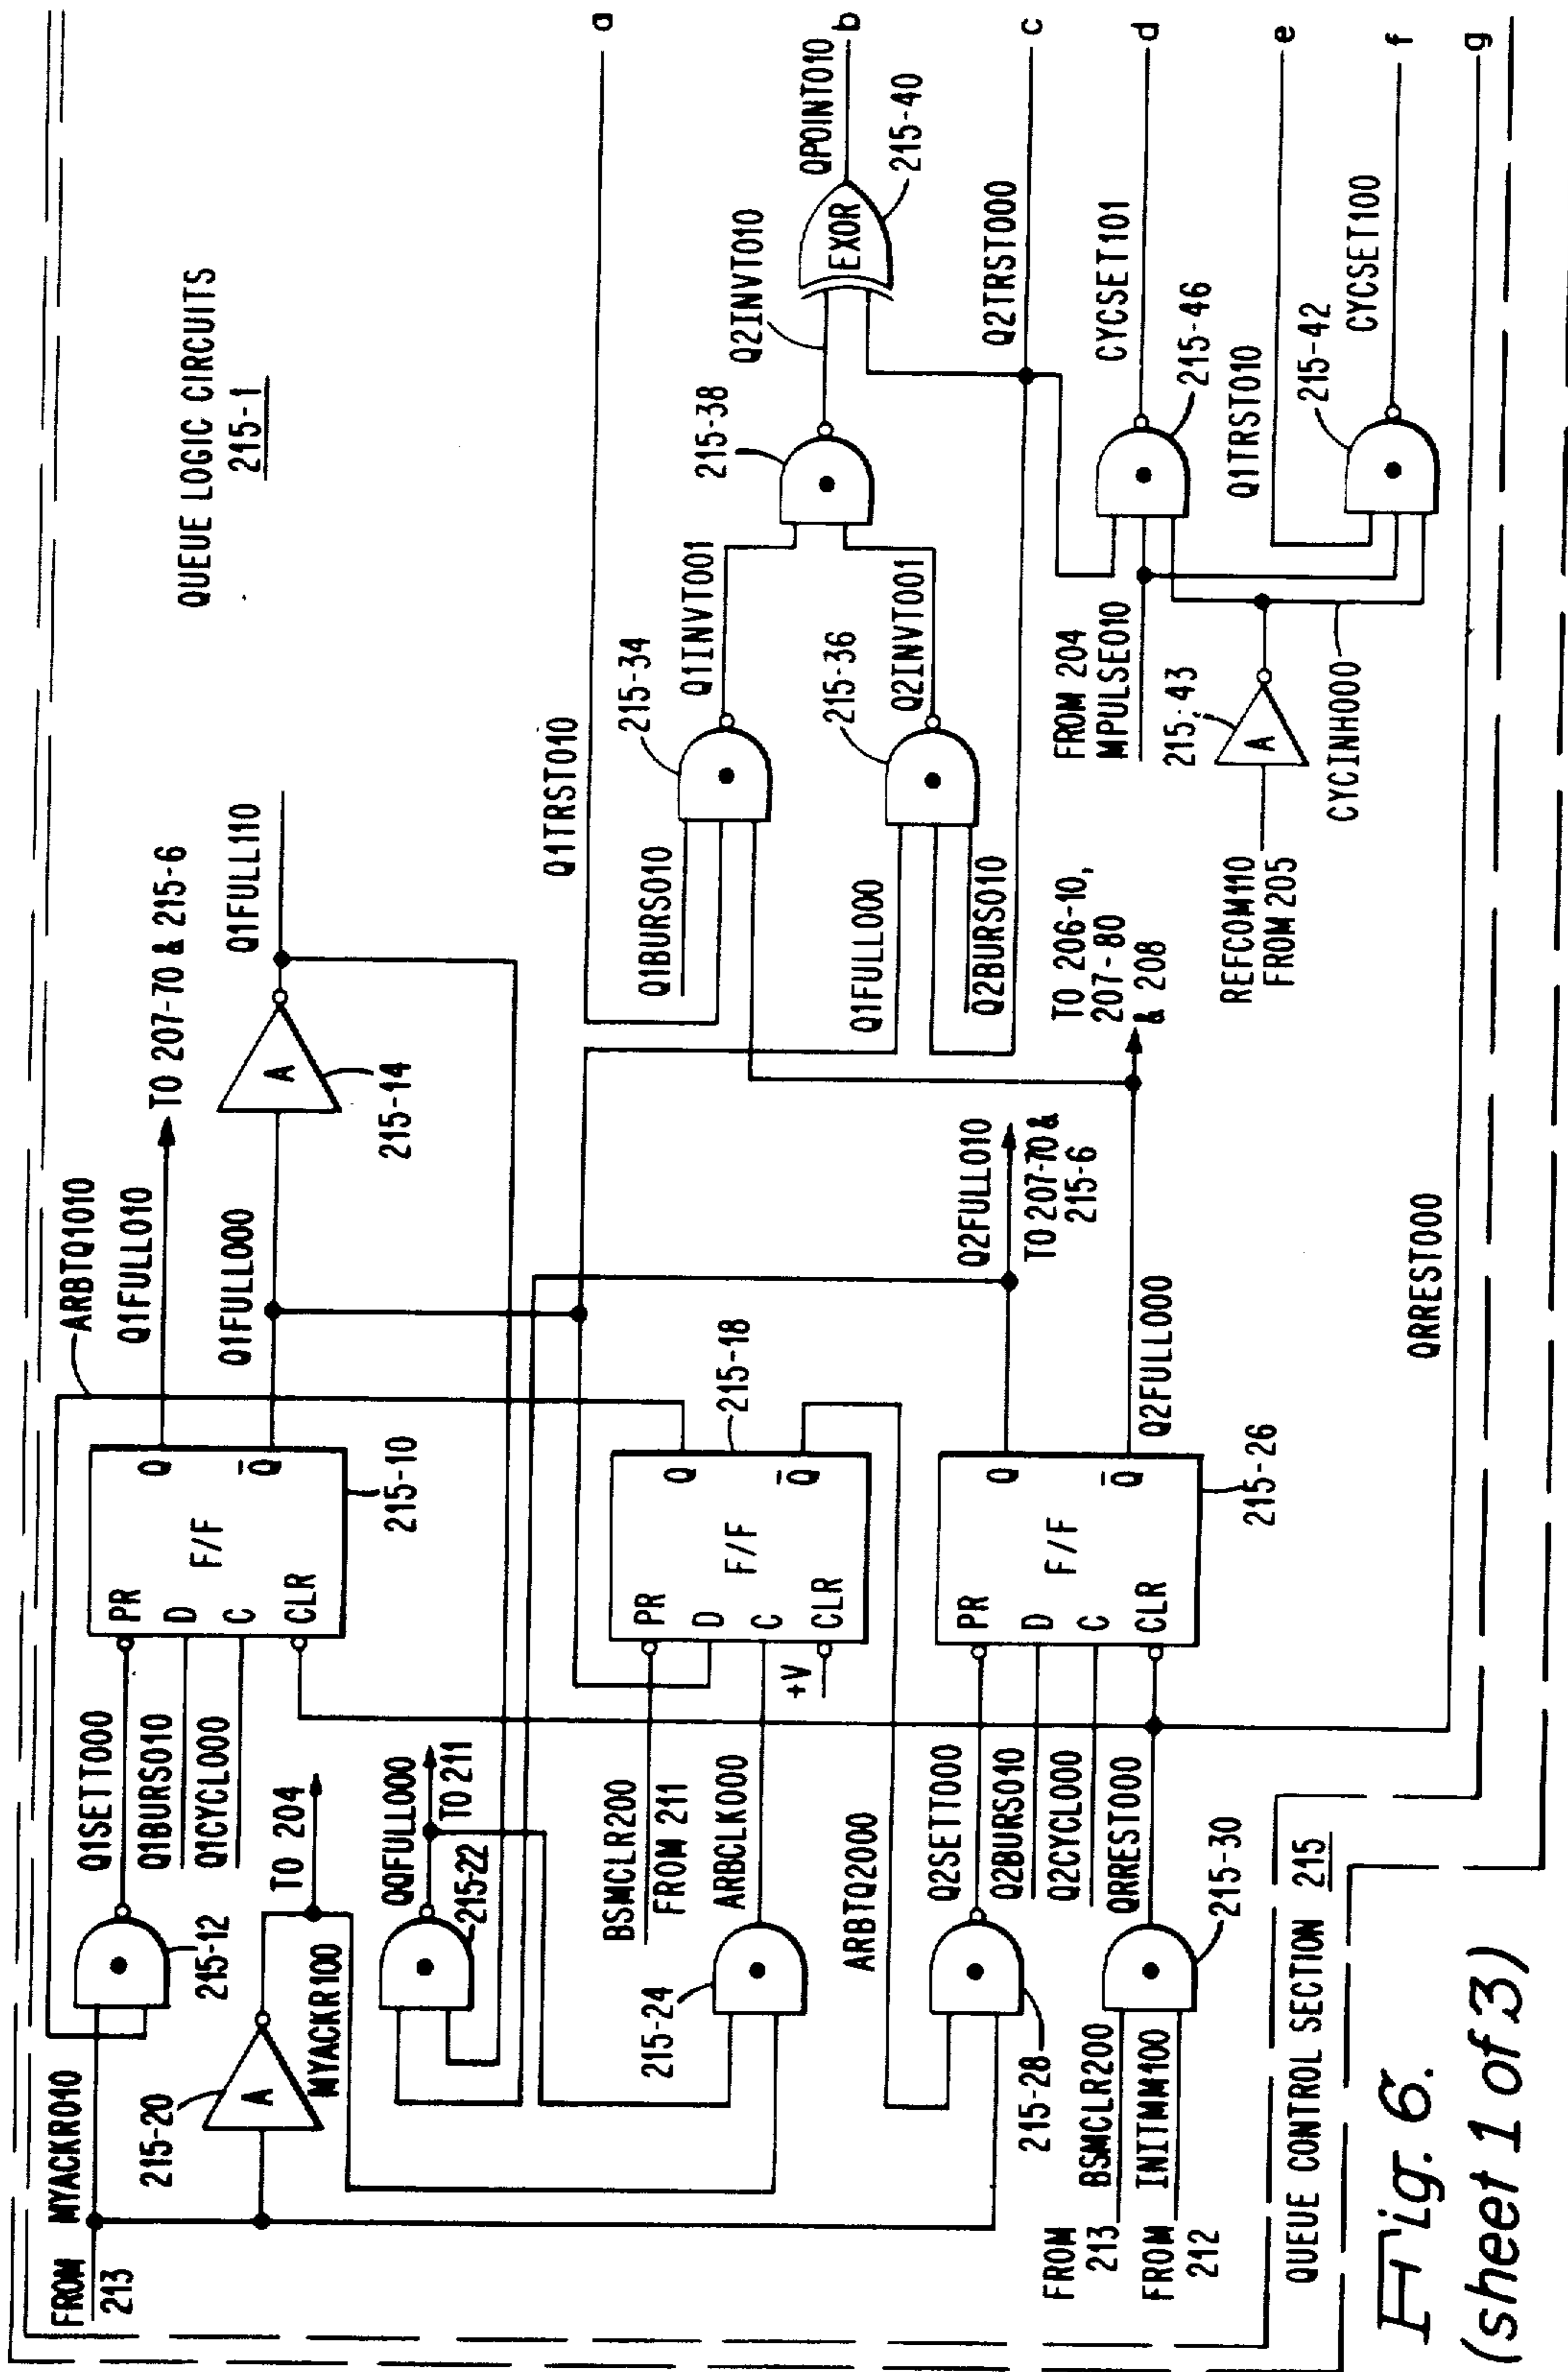 QUEUE LOGIC CIRCUITS
215-1
FROM
213
MYACKR010
215-12
Q1SETT000
Q1BURS010
Q1CYCL000
PR
D
C
CLR
F/F
Q
Q̅
215-10
ARBTQ1010
Q1FULL010
TO 207-70 & 215-6
Q1FULL000
A
215-14
Q1FULL110
215-20
A
MYACKR100
TO 204
QQFULL000
TO 211
215-22
BSMCLR200
FROM 211
215-24
ARBCLK000
+V
PR
D
C
CLR
F/F
Q
Q̅
215-18
ARBTQ2000
215-28
Q2SETT000
Q2BURS010
Q2CYCL000
QRREST000
PR
D
C
CLR
F/F
Q
Q̅
215-26
Q2FULL010
TO 207-70 &
215-6
Q2FULL000
TO 206-10,
207-80
& 208
FROM
213
BSMCLR200
FROM
212
INITMM100
215-30
QRREST000
Q1TRST010
a
Q1BURS010
215-34
Q1INVT001
Q1FULL000
Q2BURS010
215-36
Q2INVT001
215-38
Q2INVT010
EXOR
QPOINT010
b
215-40
Q2TRST000
c
FROM 204
MPULSE010
CYCSET101
d
215-46
215-43
A
REFCOM110
FROM 205
CYCINH000
Q1TRST010
e
215-42
CYCSET100
f
g
QUEUE CONTROL SECTION 215
Fig. 6.
(sheet 1 of 3)